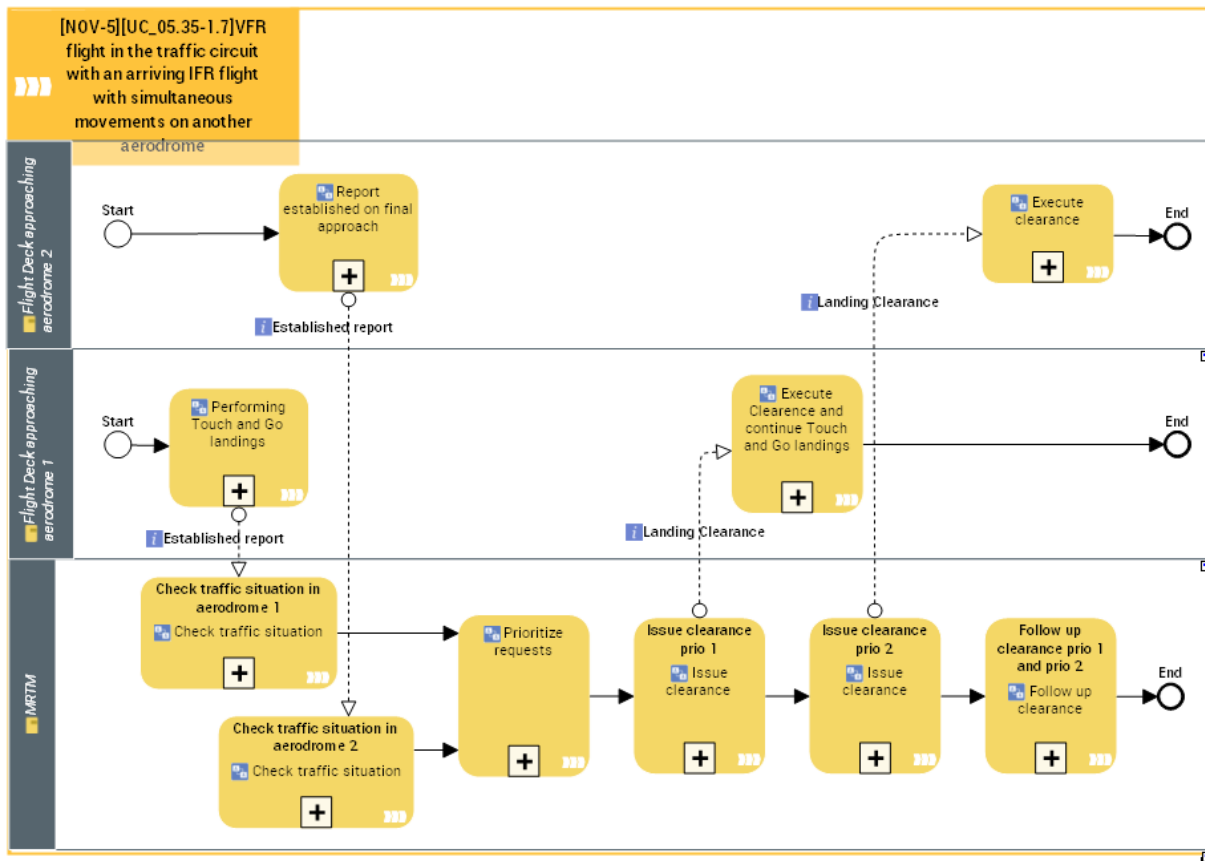 [NOV-5][UC_05.35-1.7]VFR
flight in the traffic circuit
with an arriving IFR flight
with simultaneous
movements on another
aerodrome
Flight Deck approaching
aerodrome 2
Start
Report
established on final
approach
Established report
Landing Clearance
Execute
clearance
End
Flight Deck approaching
aerodrome 1
Start
Performing
Touch and Go
landings
Established report
Landing Clearance
Execute
Clearence and
continue Touch
and Go landings
End
MRTM
Check traffic situation in
aerodrome 1
Check traffic situation
Check traffic situation in
aerodrome 2
Check traffic situation
Prioritize
requests
Issue clearance
prio 1
Issue
clearance
Issue clearance
prio 2
Issue
clearance
Follow up
clearance prio 1
and prio 2
Follow up
clearance
End